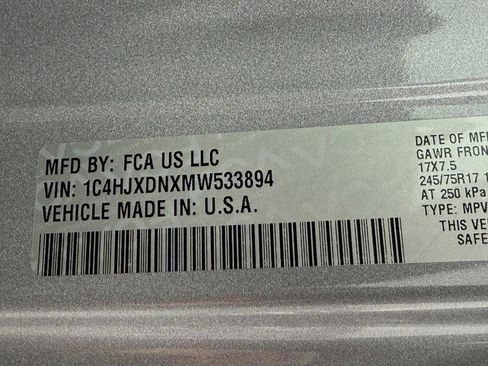 MFD BY: FCA US LLC
VIN: 1C4HJXDNXMW533894
VEHICLE MADE IN: U.S.A.
DATE OF MF
GAWR FRON
17X7.5
245/75R17 1
AT 250 kPa
TYPE: MPV
THIS VE
SAFE